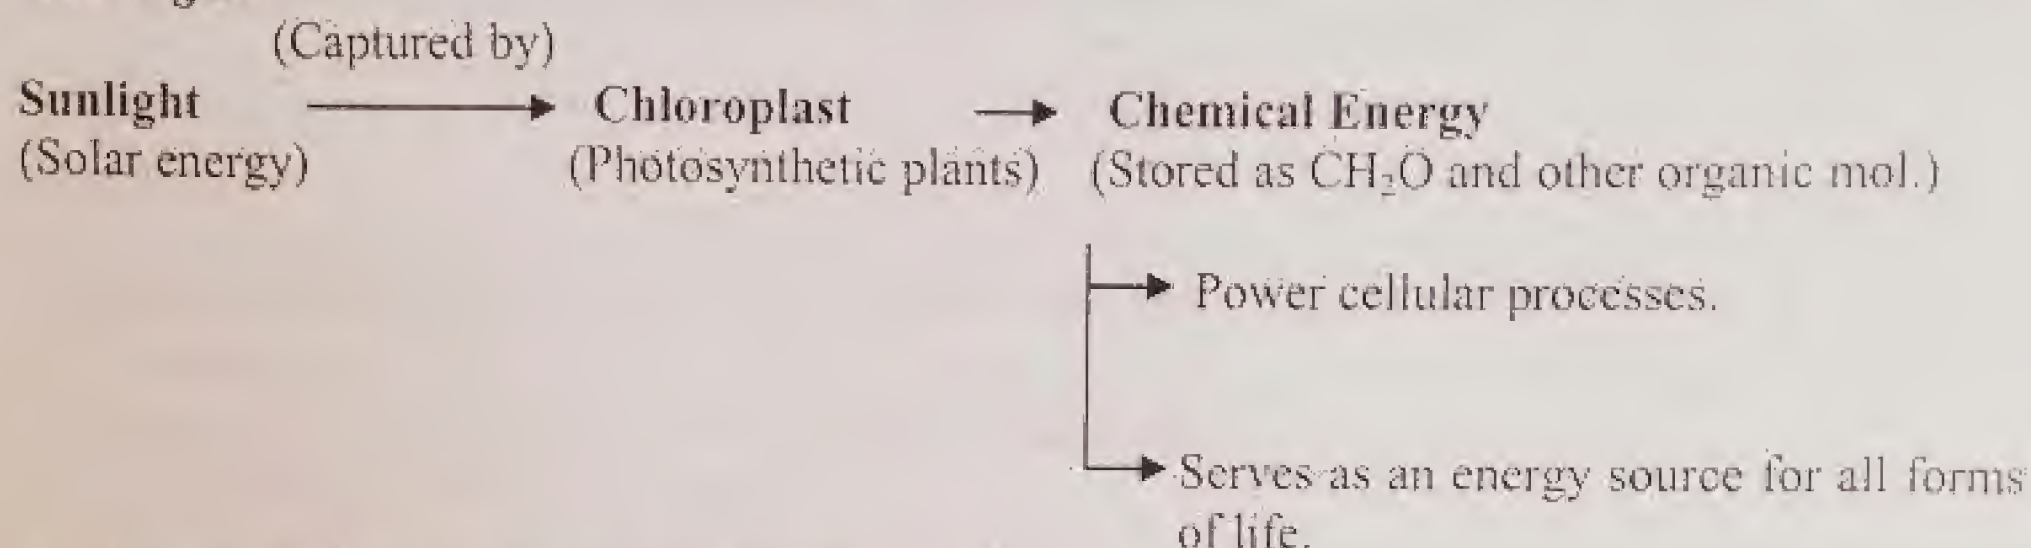 (Captured by)
Sunlight Chloroplast Chemical Energy
(Solar energy) (Photosynthetic plants) (Stored as CH₂O and other organic mol.)
Power cellular processes.
Serves as an energy source for all forms
of life.